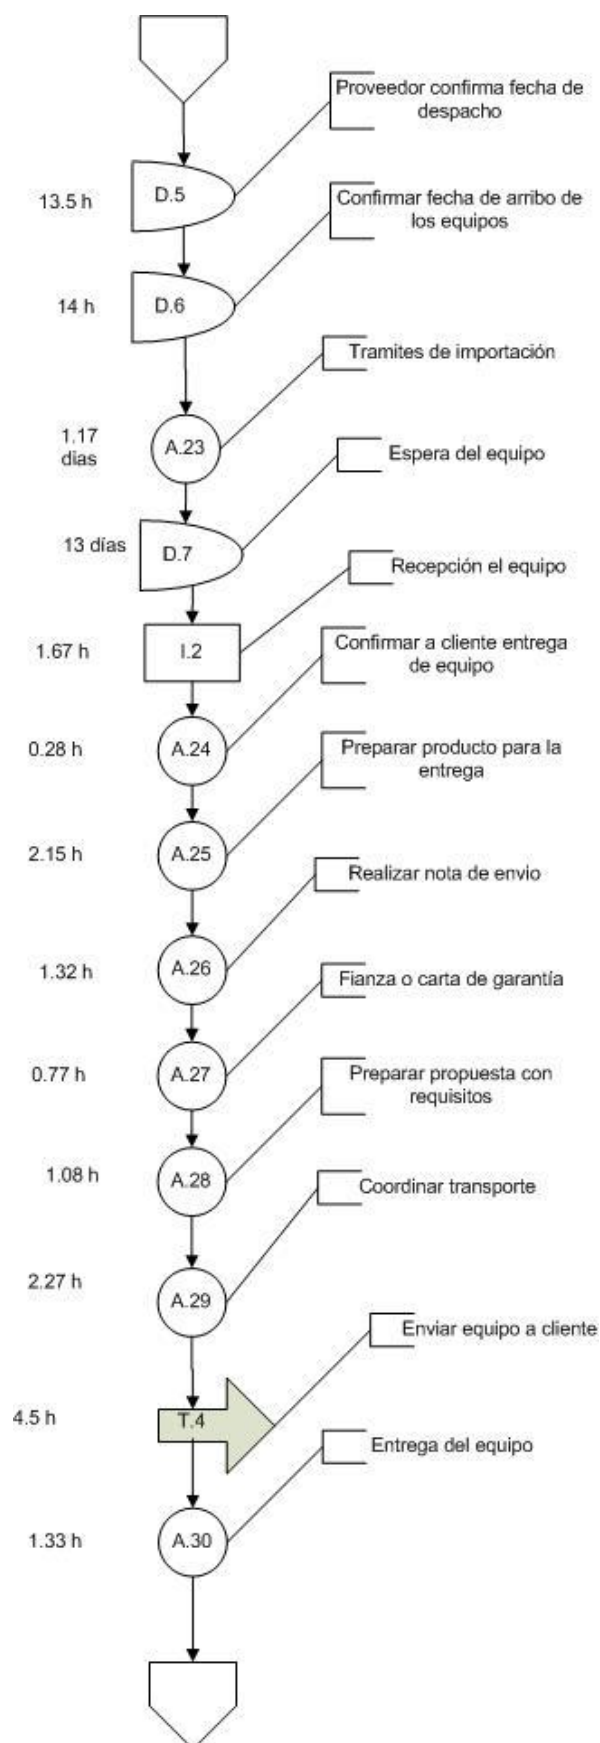 Proveedor confirma fecha de
despacho
13.5 h
D.5
Confirmar fecha de arribo de
los equipos
14 h
D.6
Tramites de importación
1.17
dias
A.23
Espera del equipo
13 días
D.7
Recepción el equipo
1.67 h
I.2
Confirmar a cliente entrega
de equipo
0.28 h
A.24
Preparar producto para la
entrega
2.15 h
A.25
Realizar nota de envio
1.32 h
A.26
Fianza o carta de garantía
0.77 h
A.27
Preparar propuesta con
requisitos
1.08 h
A.28
Coordinar transporte
2.27 h
A.29
Enviar equipo a cliente
4.5 h
T.4
Entrega del equipo
1.33 h
A.30